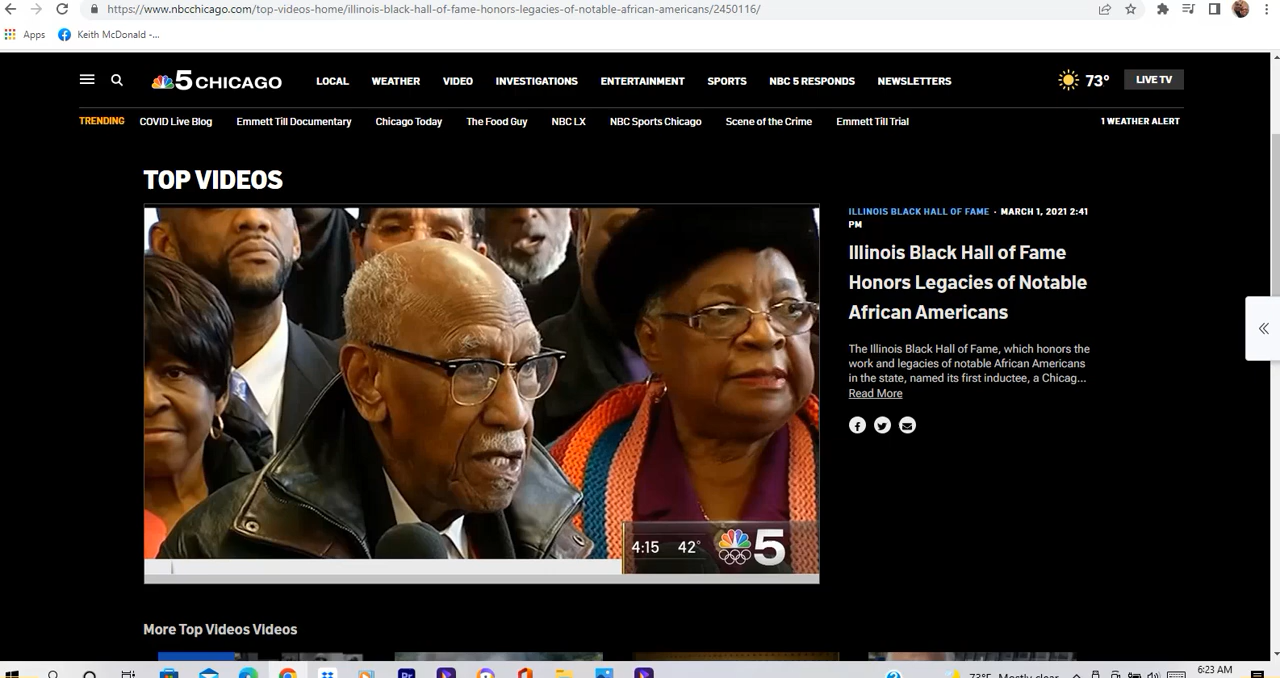 https://www.nbcchicago.com/top-videos-home/illinois-black-hall-of-fame-honors-legacies-of-notable-african-americans/2450116/
Apps Keith McDonald -...
5 CHICAGO LOCAL WEATHER VIDEO INVESTIGATIONS ENTERTAINMENT SPORTS NBC 5 RESPONDS NEWSLETTERS 73° LIVE TV
TRENDING COVID Live Blog Emmett Till Documentary Chicago Today The Food Guy NBC LX NBC Sports Chicago Scene of the Crime Emmett Till Trial 1 WEATHER ALERT
TOP VIDEOS
ILLINOIS BLACK HALL OF FAME · MARCH 1, 2021 2:41
PM
Illinois Black Hall of Fame
Honors Legacies of Notable
African Americans
The Illinois Black Hall of Fame, which honors the
work and legacies of notable African Americans
in the state, named its first inductee, a Chicag...
Read More
4:15 42° 5
More Top Videos Videos
Pr 73°F Mostly clear 6:23 AM